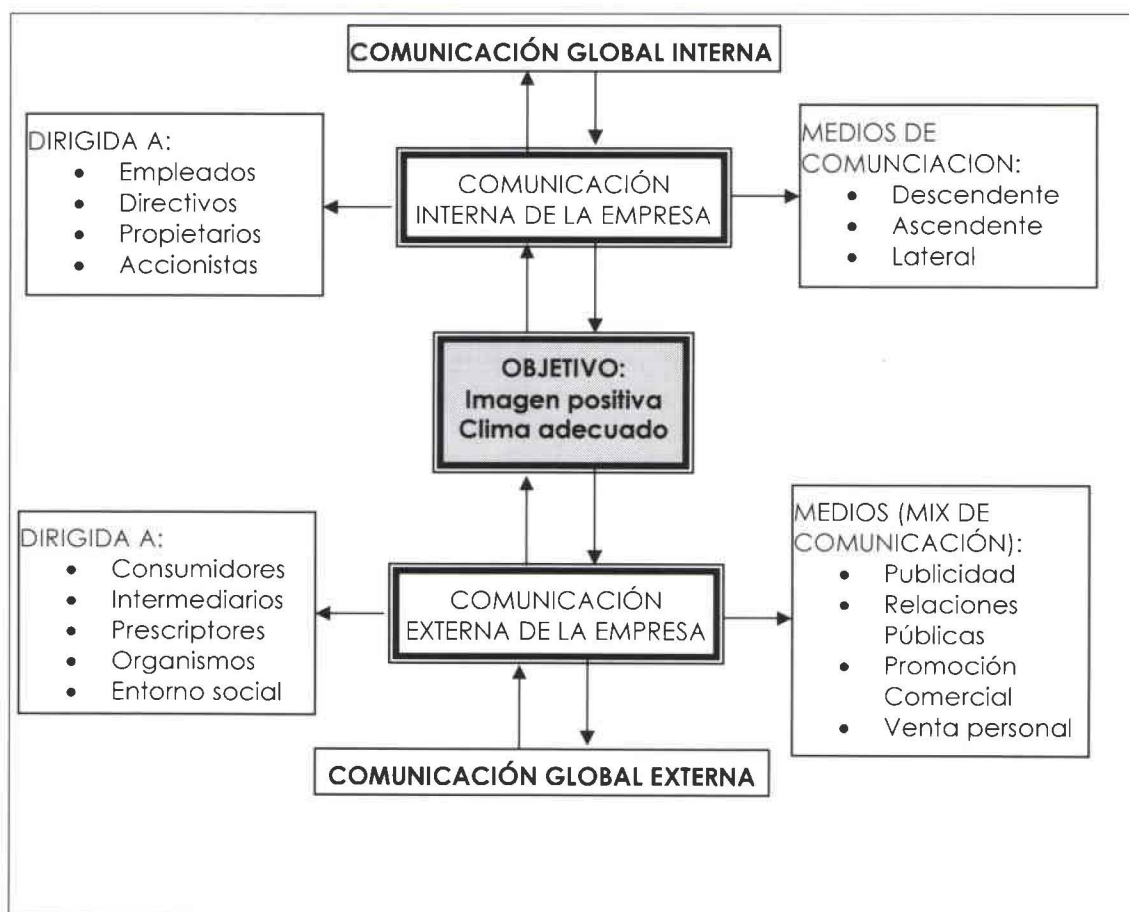 COMUNICACIÓN GLOBAL INTERNA
DIRIGIDA A:
• Empleados
• Directivos
• Propietarios
• Accionistas
COMUNICACIÓN
INTERNA DE LA EMPRESA
MEDIOS DE
COMUNCIACION:
• Descendente
• Ascendente
• Lateral
OBJETIVO:
Imagen positiva
Clima adecuado
DIRIGIDA A:
• Consumidores
• Intermediarios
• Prescriptores
• Organismos
• Entorno social
COMUNICACIÓN
EXTERNA DE LA EMPRESA
MEDIOS (MIX DE
COMUNICACIÓN):
• Publicidad
• Relaciones
Públicas
• Promoción
Comercial
• Venta personal
COMUNICACIÓN GLOBAL EXTERNA